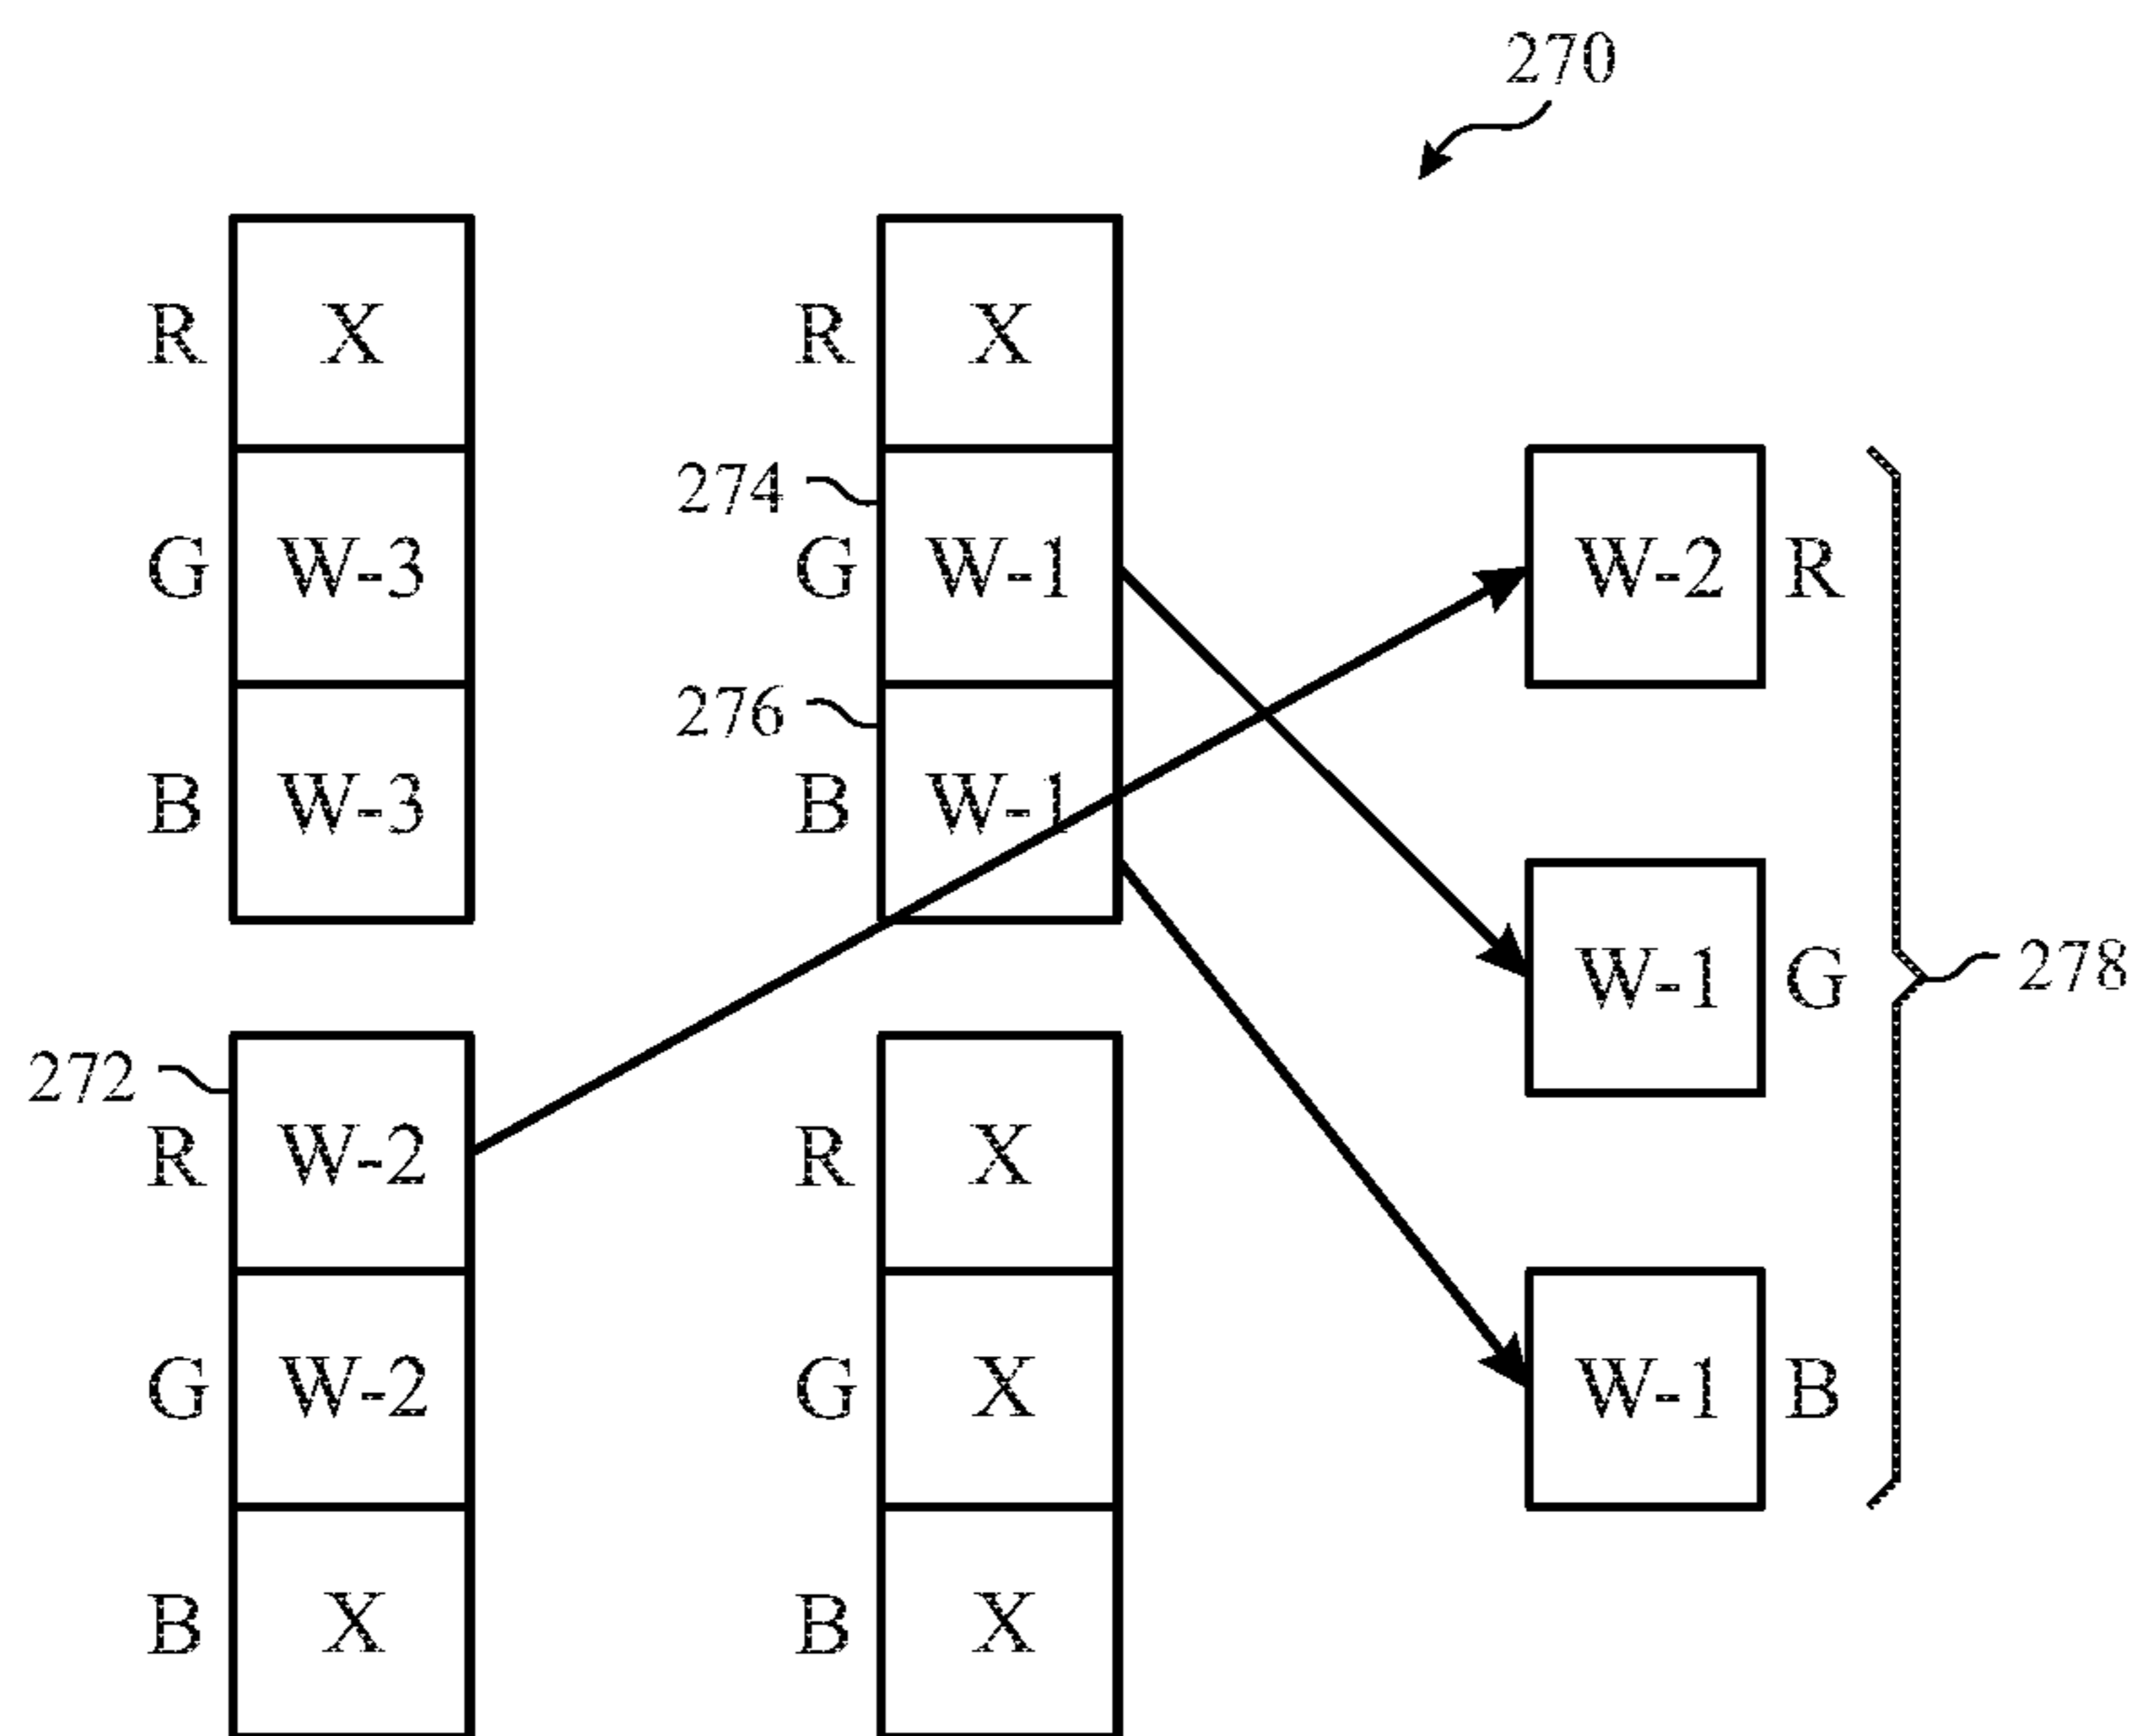 270
R X R X
274
G W-3 G W-1 W-2 R
276
B W-3 B W-1
W-1 G 278
272
R W-2 R X
G W-2 G X W-1 B
B X B X